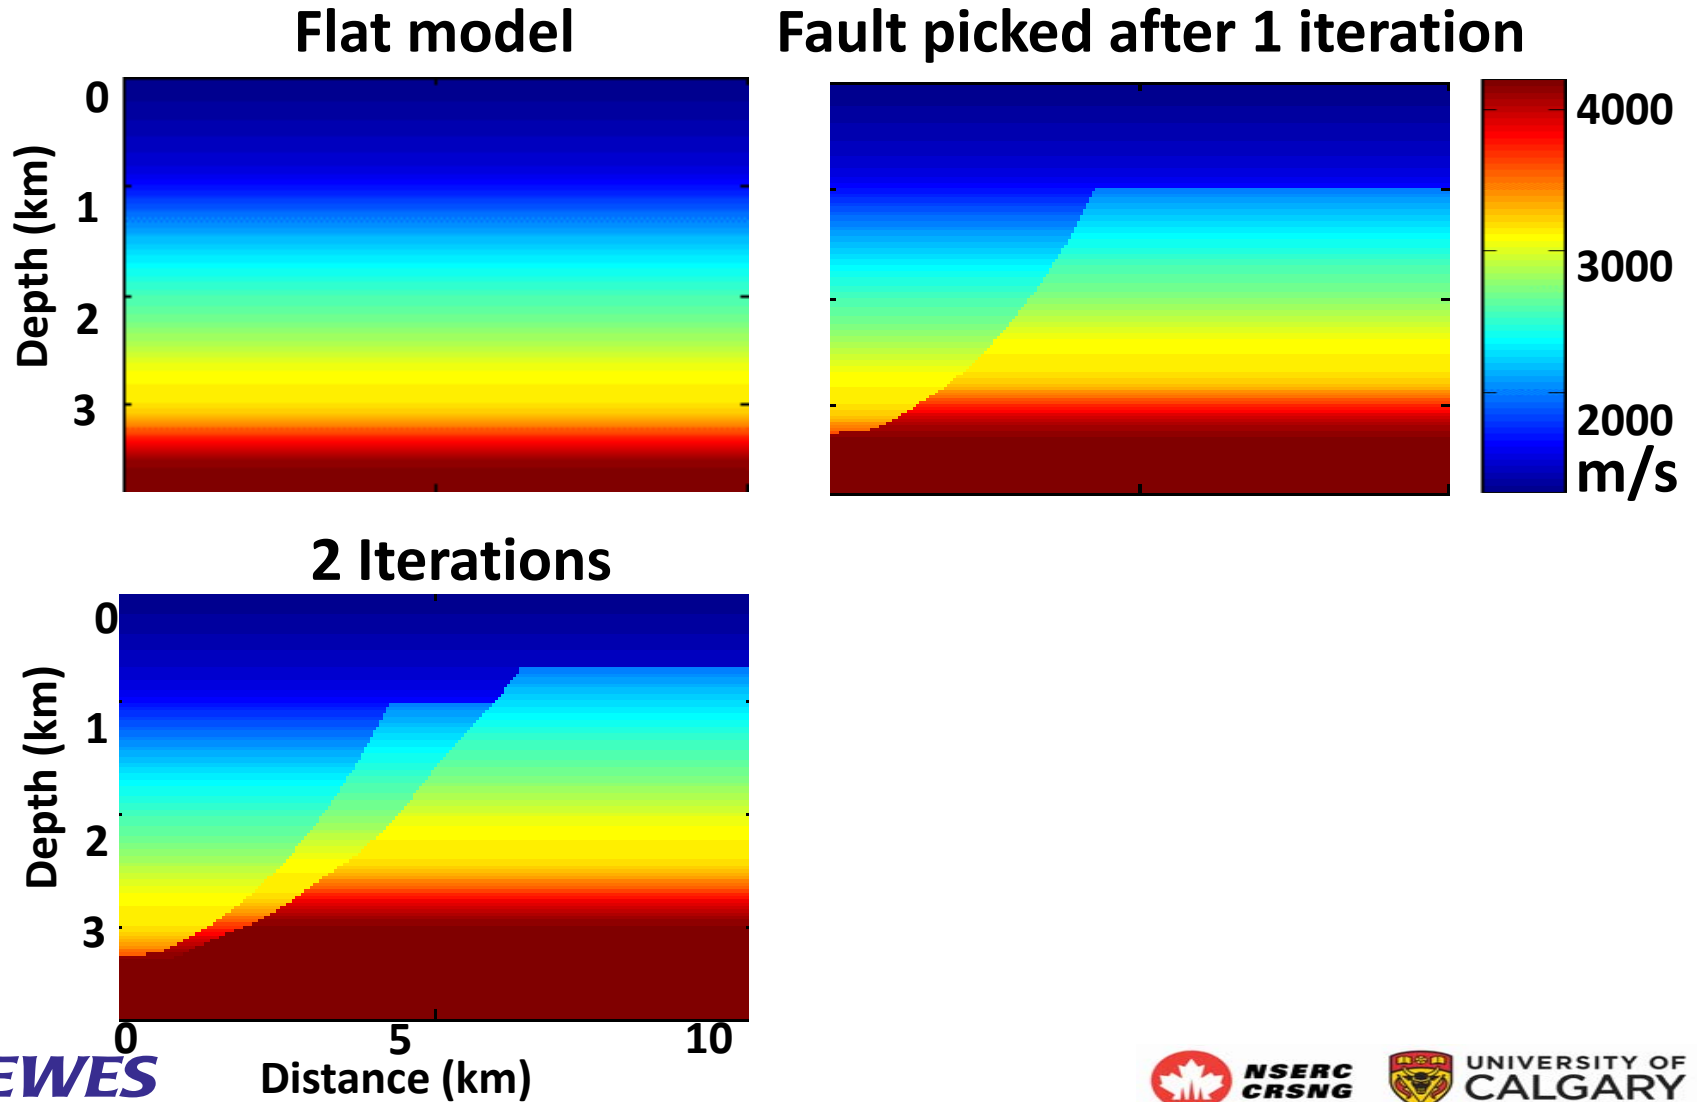 Flat model
Fault picked after 1 iteration
0
1
2
3
Depth (km)
4000
3000
2000
m/s
2 Iterations
0
1
2
3
Depth (km)
0 5 10
Distance (km)
EWES
NSERC
CRSNG
UNIVERSITY OF
CALGARY